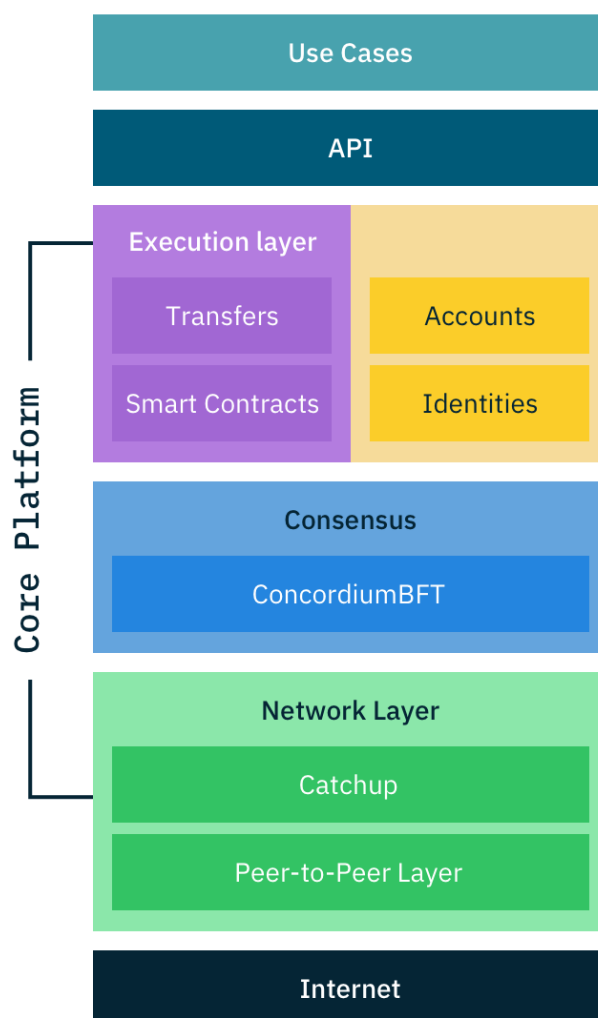 Use Cases
API
Core Platform
Execution layer
Transfers
Smart Contracts
Accounts
Identities
Consensus
ConcordiumBFT
Network Layer
Catchup
Peer-to-Peer Layer
Internet